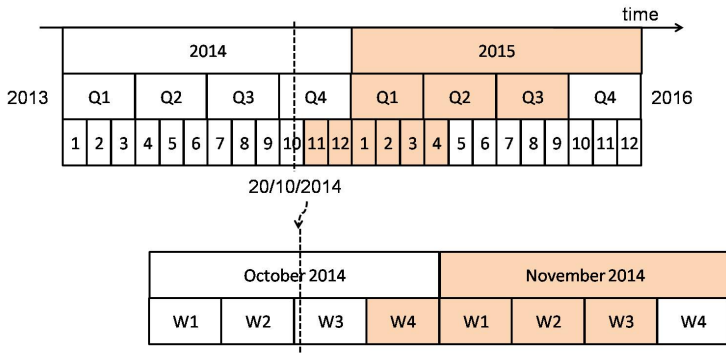 time
2014 2015
2013 Q1 Q2 Q3 Q4 Q1 Q2 Q3 Q4 2016
1 2 3 4 5 6 7 8 9 10 11 12 1 2 3 4 5 6 7 8 9 10 11 12
20/10/2014
October 2014 November 2014
W1 W2 W3 W4 W1 W2 W3 W4